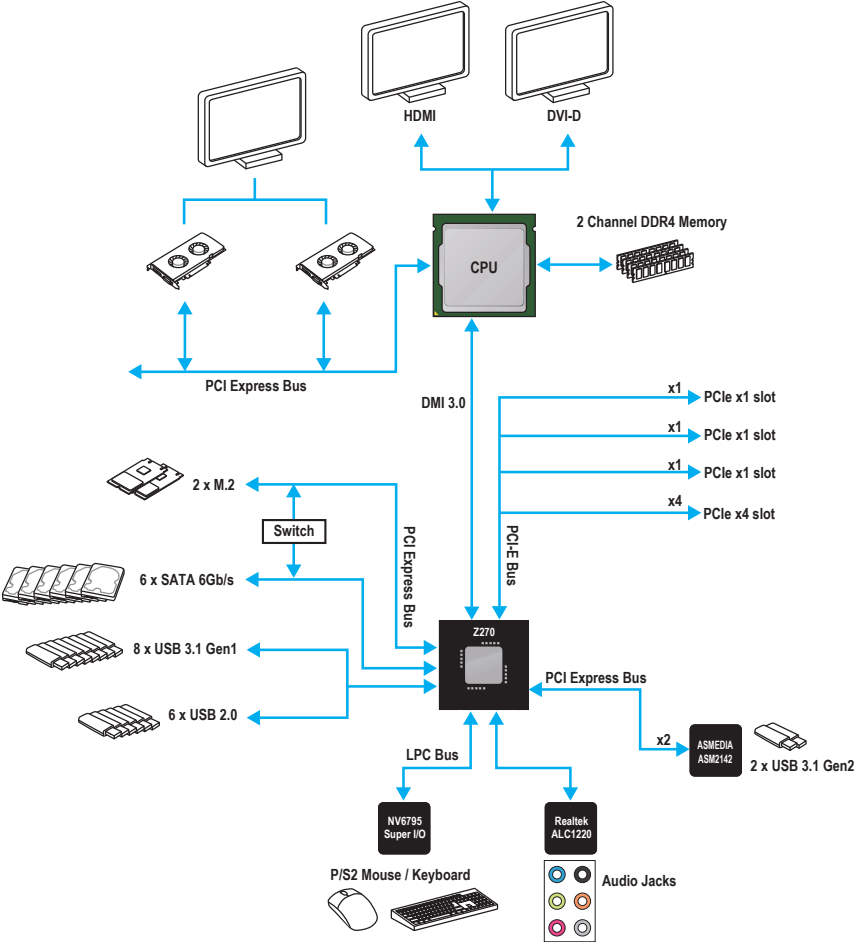 HDMI
DVI-D
2 Channel DDR4 Memory
CPU
PCI Express Bus
DMI 3.0
x1
PCIe x1 slot
x1
PCIe x1 slot
x1
PCIe x1 slot
x4
PCIe x4 slot
2 x M.2
Switch
PCI Express Bus
PCI-E Bus
6 x SATA 6Gb/s
Z270
8 x USB 3.1 Gen1
PCI Express Bus
6 x USB 2.0
x2
ASMEDIA
ASM2142
2 x USB 3.1 Gen2
LPC Bus
NV6795
Super I/O
Realtek
ALC1220
P/S2 Mouse / Keyboard
Audio Jacks